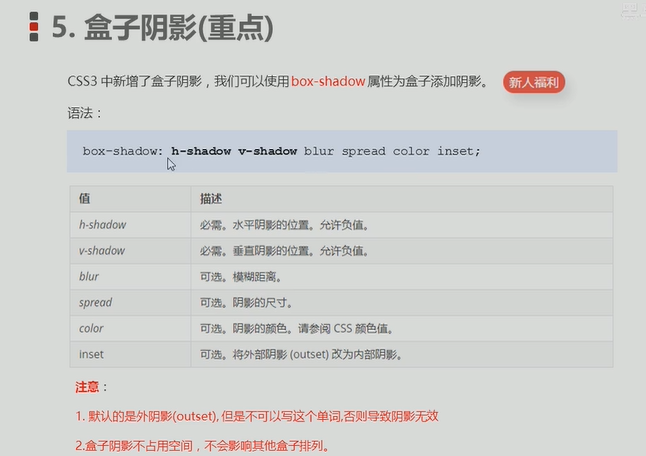 5. 盒子阴影(重点)
CSS3 中新增了盒子阴影，我们可以使用box-shadow属性为盒子添加阴影。 新人福利
语法：
box-shadow: h-shadow v-shadow blur spread color inset;
值 描述
h-shadow 必需。水平阴影的位置。允许负值。
v-shadow 必需。垂直阴影的位置。允许负值。
blur 可选。模糊距离。
spread 可选。阴影的尺寸。
color 可选。阴影的颜色。请参阅 CSS 颜色值。
inset 可选。将外部阴影 (outset) 改为内部阴影。
注意：
1. 默认的是外阴影(outset), 但是不可以写这个单词,否则导致阴影无效
2.盒子阴影不占用空间，不会影响其他盒子排列。